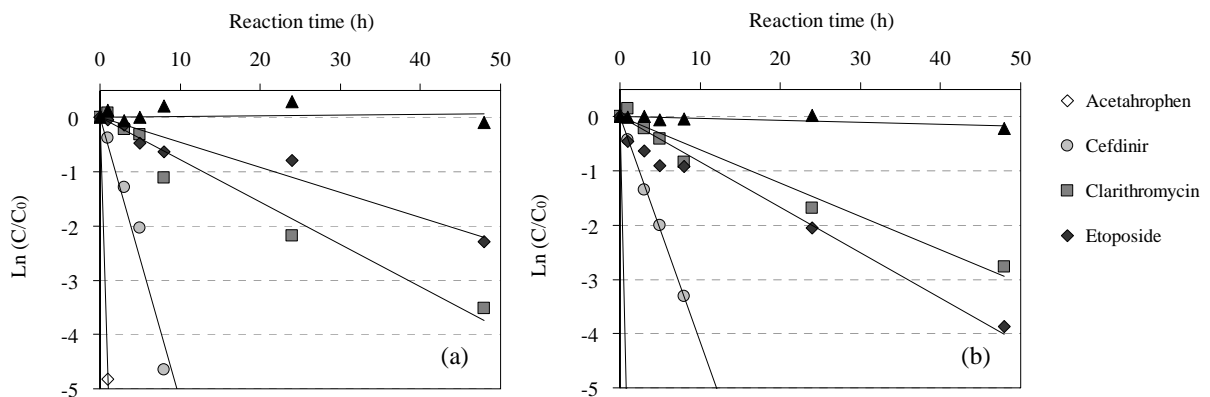 Reaction time (h)
0 10 20 30 40 50
0
-1
-2
-3
-4
-5
Ln (C/C0)
(a)
Reaction time (h)
0 10 20 30 40 50
0
-1
-2
-3
-4
-5
Ln (C/C0)
(b)
Acetahrophen
Cefdinir
Clarithromycin
Etoposide